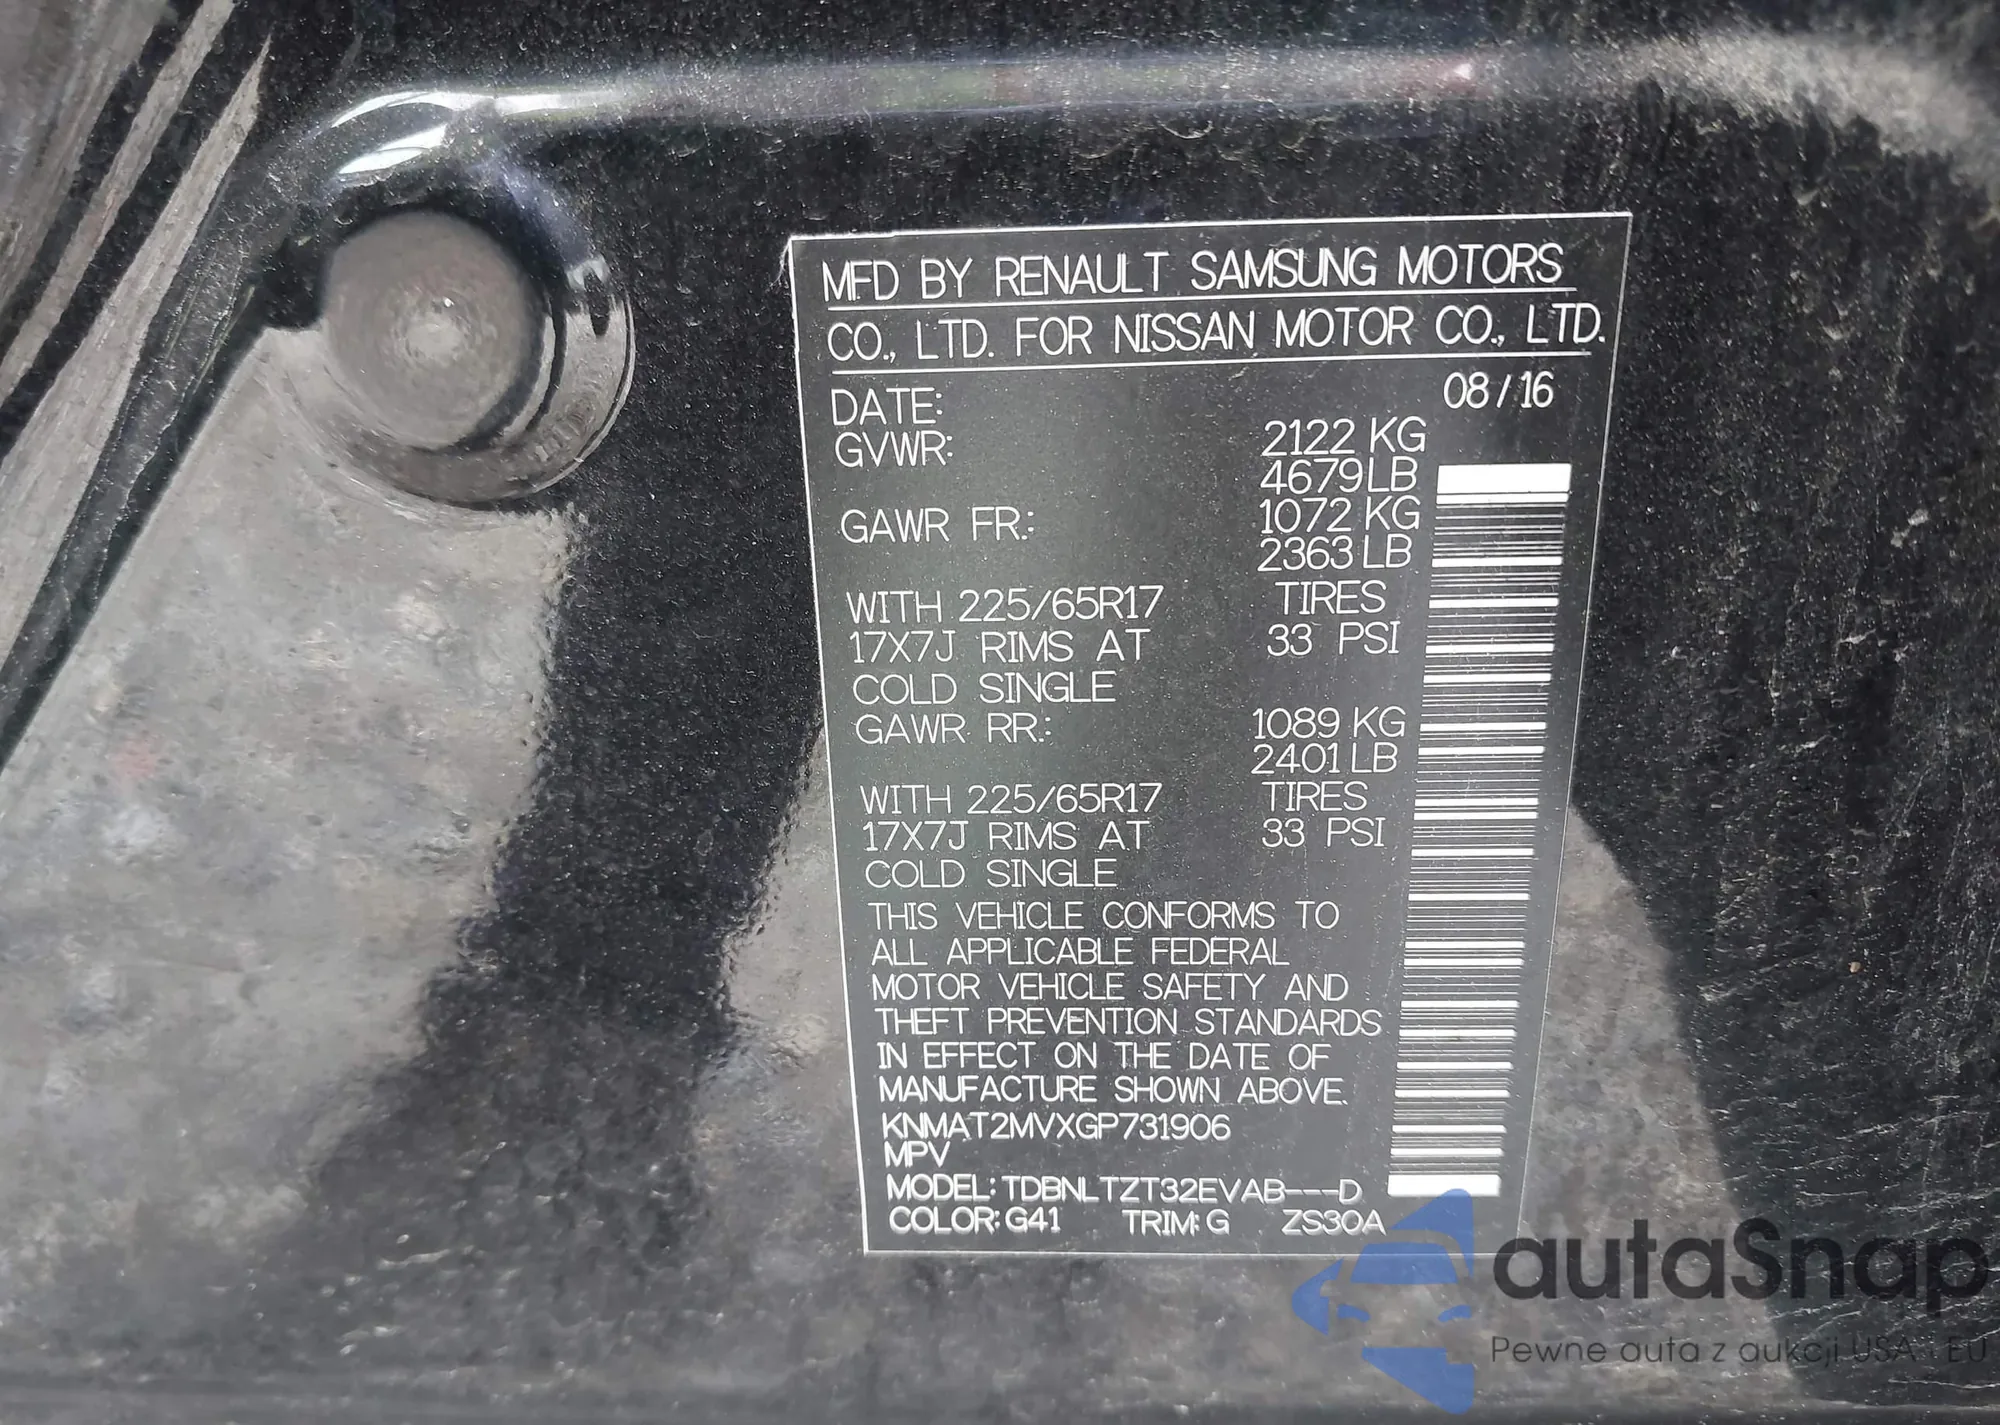 MFD BY RENAULT SAMSUNG MOTORS
CO., LTD. FOR NISSAN MOTOR CO., LTD.
DATE: 08/16
GVWR: 2122 KG
4679 LB
GAWR FR.: 1072 KG
2363 LB
WITH 225/65R17 TIRES
17X7J RIMS AT 33 PSI
COLD SINGLE
GAWR RR.: 1089 KG
2401 LB
WITH 225/65R17 TIRES
17X7J RIMS AT 33 PSI
COLD SINGLE
THIS VEHICLE CONFORMS TO
ALL APPLICABLE FEDERAL
MOTOR VEHICLE SAFETY AND
THEFT PREVENTION STANDARDS
IN EFFECT ON THE DATE OF
MANUFACTURE SHOWN ABOVE.
KNMAT2MVXGP731906
MPV
MODEL: TDBNLTZT32EVAB---D
COLOR: G41 TRIM: G ZS30A
autaSnap
Pewne auta z aukcji USA i EU